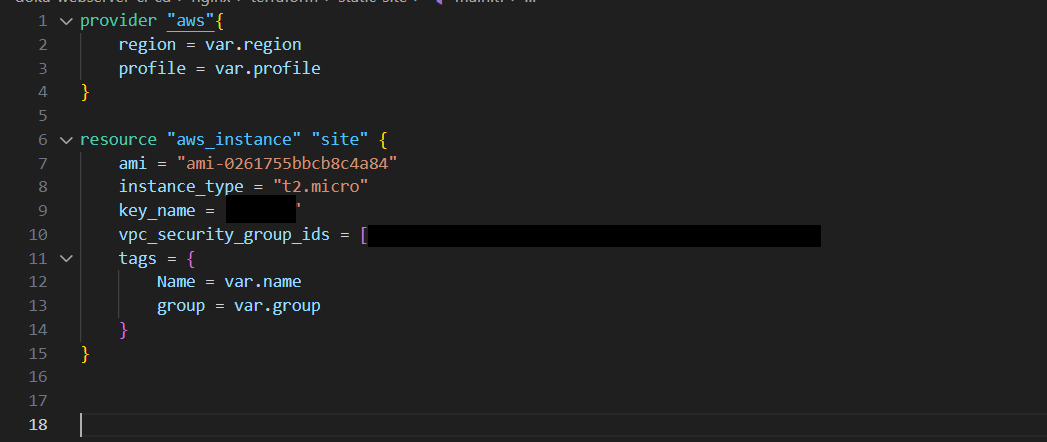 1 provider "aws"{
2 region = var.region
3 profile = var.profile
4 }
5
6 resource "aws_instance" "site" {
7 ami = "ami-0261755bbcb8c4a84"
8 instance_type = "t2.micro"
9 key_name = "
10 vpc_security_group_ids = [
11 tags = {
12 Name = var.name
13 group = var.group
14 }
15 }
16
17
18